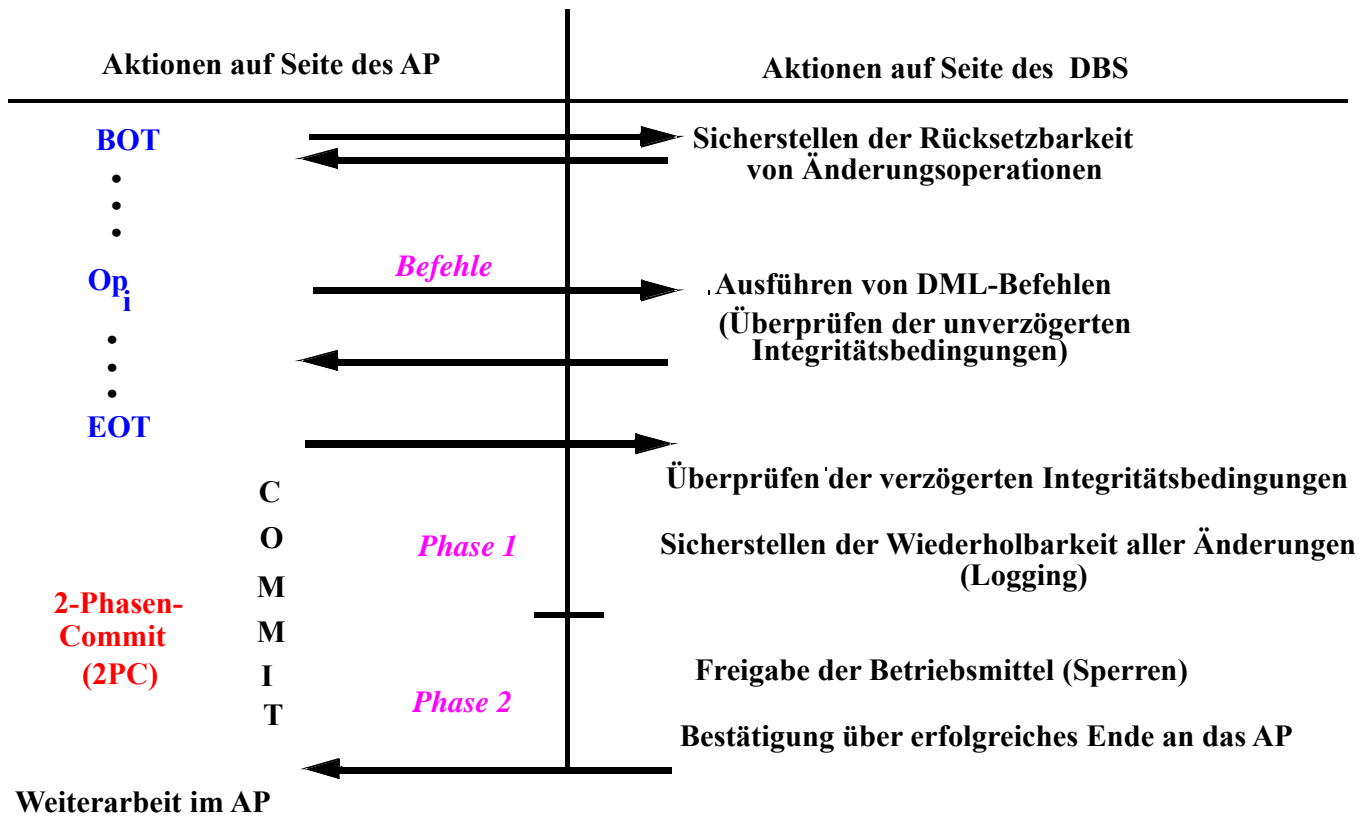 Aktionen auf Seite des AP
Aktionen auf Seite des DBS
BOT
Sicherstellen der Rücksetzbarkeit
von Änderungsoperationen
Befehle
Opi
Ausführen von DML-Befehlen
(Überprüfen der unverzögerten
Integritätsbedingungen)
EOT
Überprüfen der verzögerten Integritätsbedingungen
C
O
M
M
I
T
Phase 1
Sicherstellen der Wiederholbarkeit aller Änderungen
(Logging)
2-Phasen-
Commit
(2PC)
Freigabe der Betriebsmittel (Sperren)
Phase 2
Bestätigung über erfolgreiches Ende an das AP
Weiterarbeit im AP